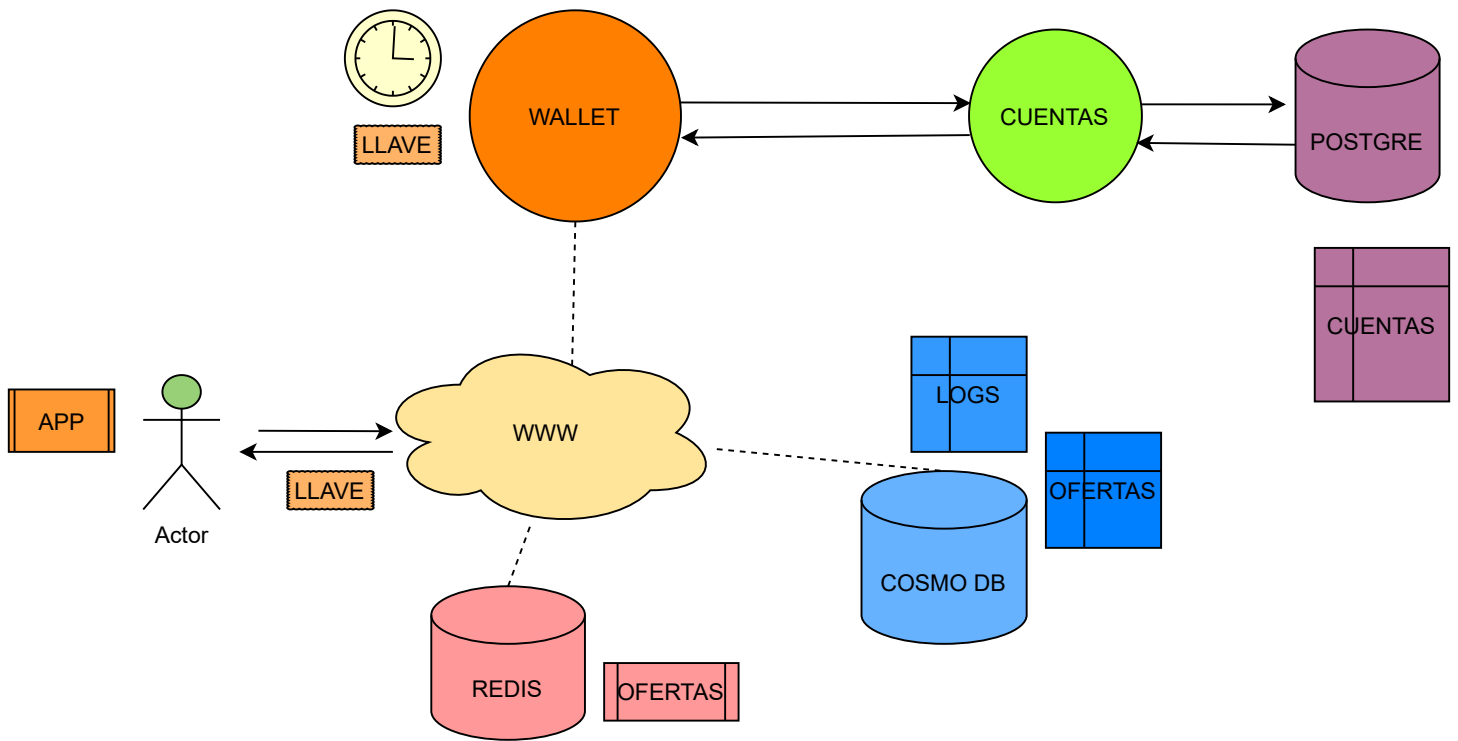 WALLET
CUENTAS
POSTGRE
LLAVE
CUENTAS
LOGS
APP
WWW
OFERTAS
LLAVE
Actor
COSMO DB
REDIS
OFERTAS